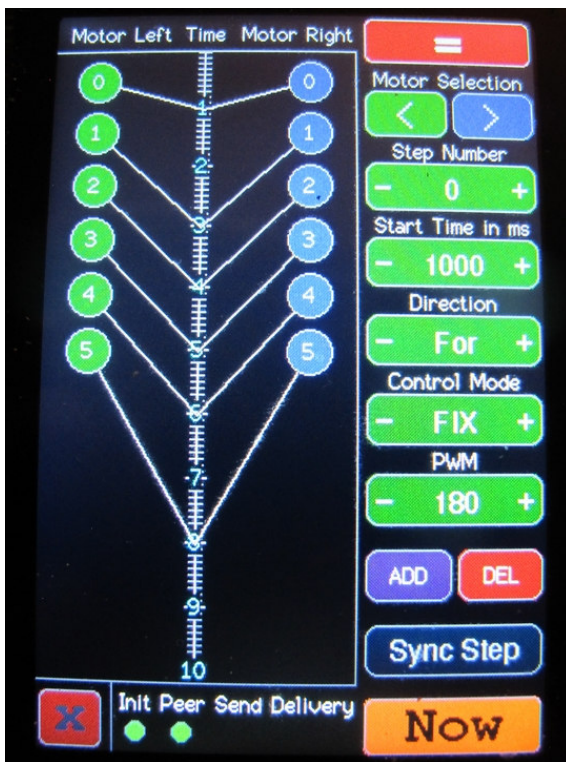 Motor Left Time Motor Right
=
0 0
1
1 1
2
2 2
3
3 3
4
4 4
5
5 5
6
7
8
9
10
Motor Selection
< >
Step Number
- 0 +
Start Time in ms
- 1000 +
Direction
- For +
Control Mode
- FIX +
PWM
- 180 +
ADD DEL
Sync Step
X Init Peer Send Delivery
Now